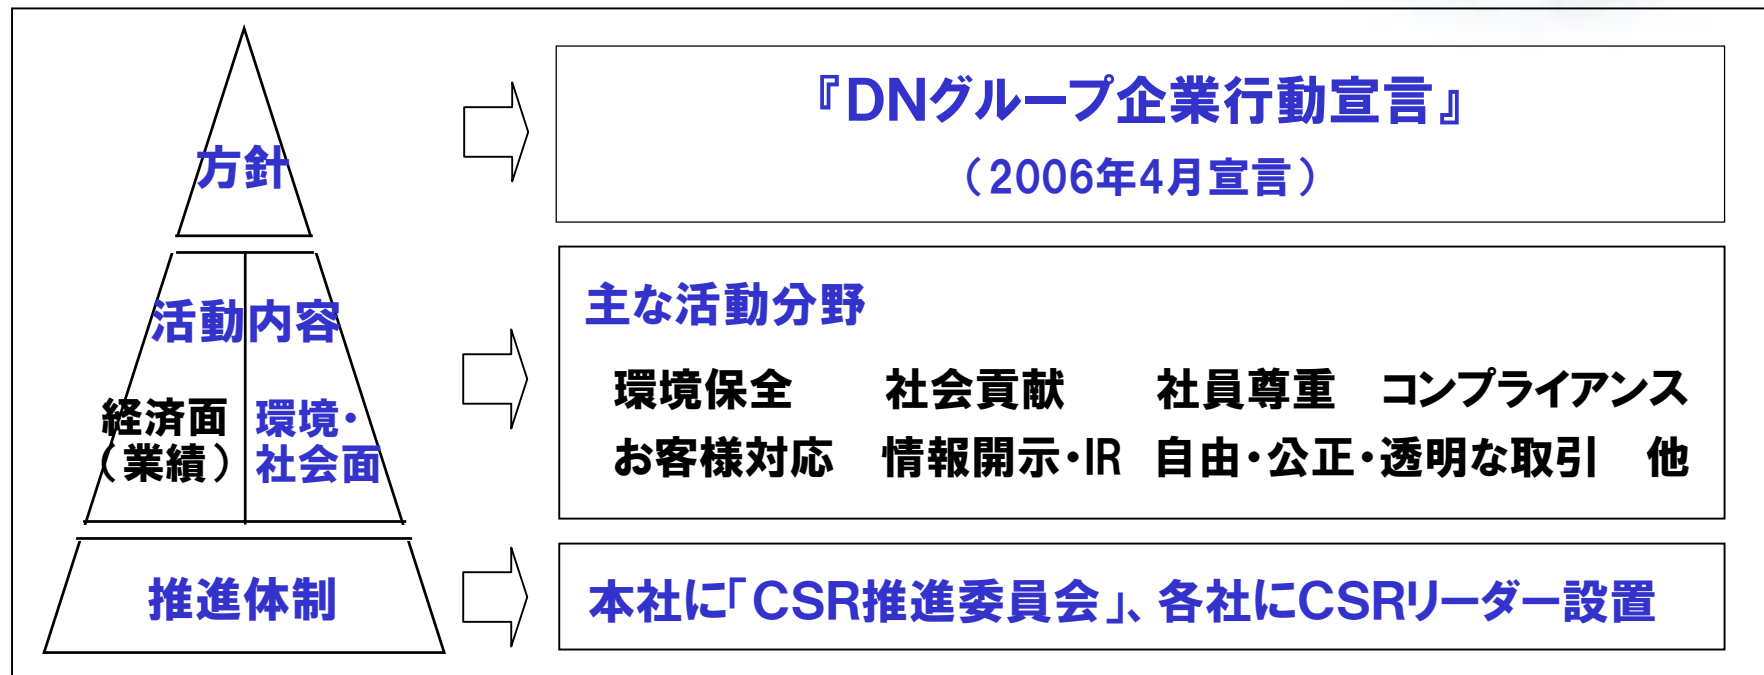 方針
『DNグループ企業行動宣言』
（2006年4月宣言）
活動内容
経済面
（業績）
環境・
社会面
主な活動分野
環境保全 社会貢献 社員尊重 コンプライアンス
お客様対応 情報開示・IR 自由・公正・透明な取引 他
推進体制
本社に「CSR推進委員会」、各社にCSRリーダー設置